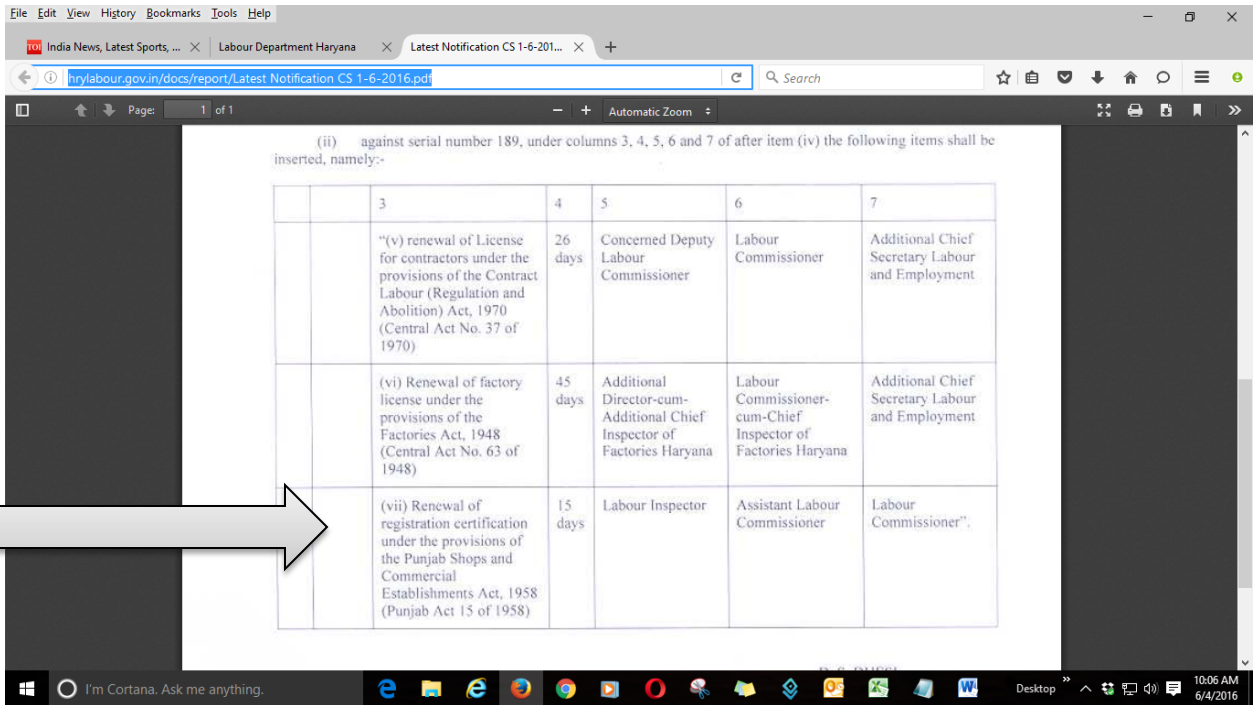 File Edit View History Bookmarks Tools Help
TOI India News, Latest Sports, ... × Labour Department Haryana × Latest Notification CS 1-6-201... × +
hrylabour.gov.in/docs/report/Latest Notification CS 1-6-2016.pdf Search
Page: 1 of 1 − + Automatic Zoom
(ii) against serial number 189, under columns 3, 4, 5, 6 and 7 of after item (iv) the following items shall be
inserted, namely:-
3 4 5 6 7
"(v) renewal of License
for contractors under the
provisions of the Contract
Labour (Regulation and
Abolition) Act, 1970
(Central Act No. 37 of
1970)
26
days
Concerned Deputy
Labour
Commissioner
Labour
Commissioner
Additional Chief
Secretary Labour
and Employment
(vi) Renewal of factory
license under the
provisions of the
Factories Act, 1948
(Central Act No. 63 of
1948)
45
days
Additional
Director-cum-
Additional Chief
Inspector of
Factories Haryana
Labour
Commissioner-
cum-Chief
Inspector of
Factories Haryana
Additional Chief
Secretary Labour
and Employment
(vii) Renewal of
registration certification
under the provisions of
the Punjab Shops and
Commercial
Establishments Act, 1958
(Punjab Act 15 of 1958)
15
days
Labour Inspector
Assistant Labour
Commissioner
Labour
Commissioner".
I'm Cortana. Ask me anything.
Desktop
10:06 AM
6/4/2016